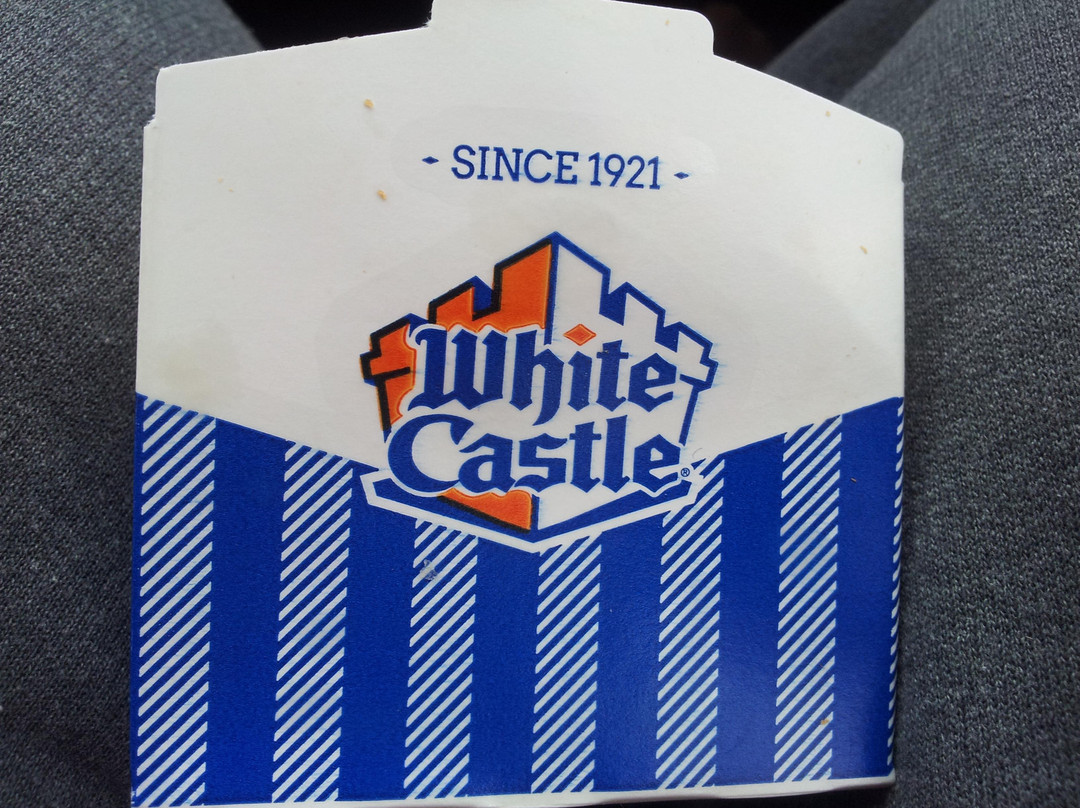 - SINCE 1921 -
White
Castle®